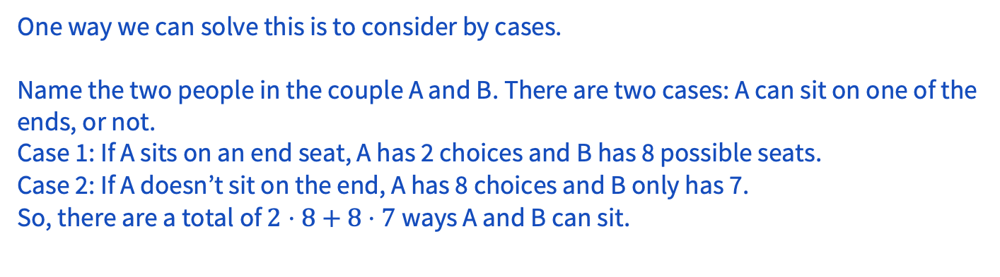 One way we can solve this is to consider by cases.
Name the two people in the couple A and B. There are two cases: A can sit on one of the
ends, or not.
Case 1: If A sits on an end seat, A has 2 choices and B has 8 possible seats.
Case 2: If A doesn’t sit on the end, A has 8 choices and B only has 7.
So, there are a total of 2 · 8 + 8 · 7 ways A and B can sit.